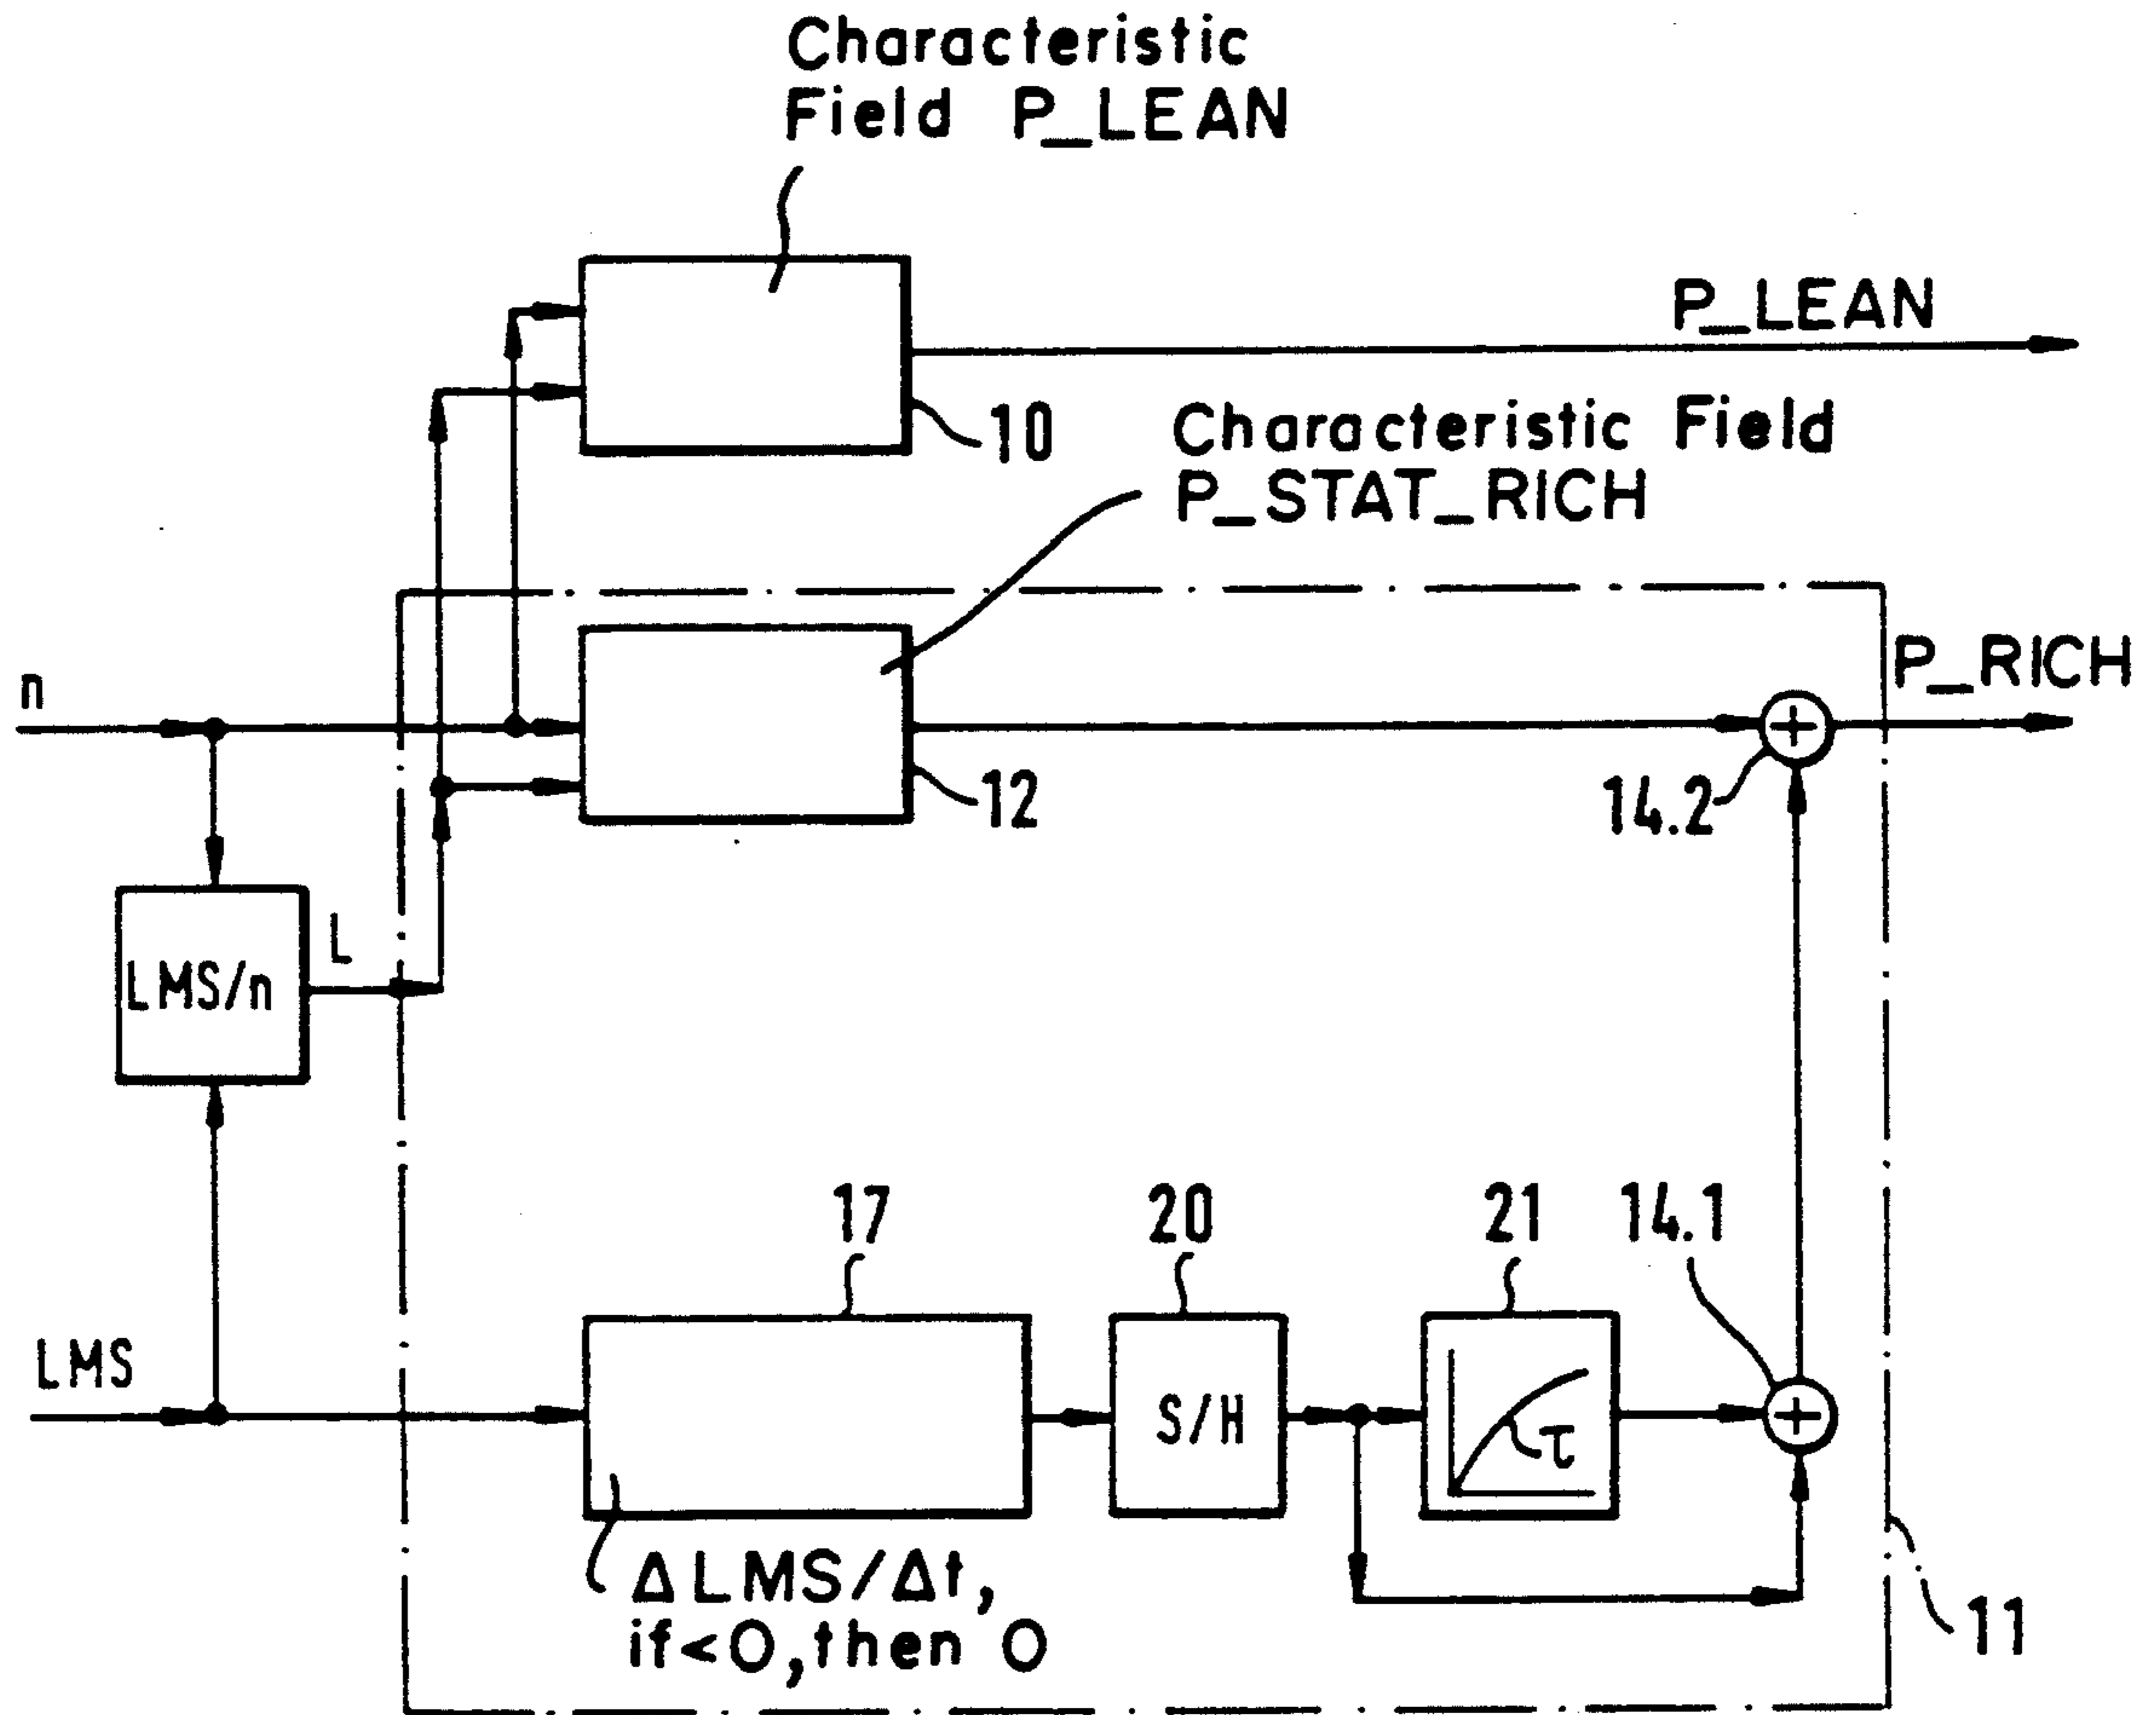 Characteristic
Field P_LEAN
P_LEAN
10
Characteristic Field
P_STAT_RICH
n
P_RICH
12
14.2
LMS/n
L
17
20
21
14.1
LMS
S/H
τ
ΔLMS/Δt,
if<0,then 0
11